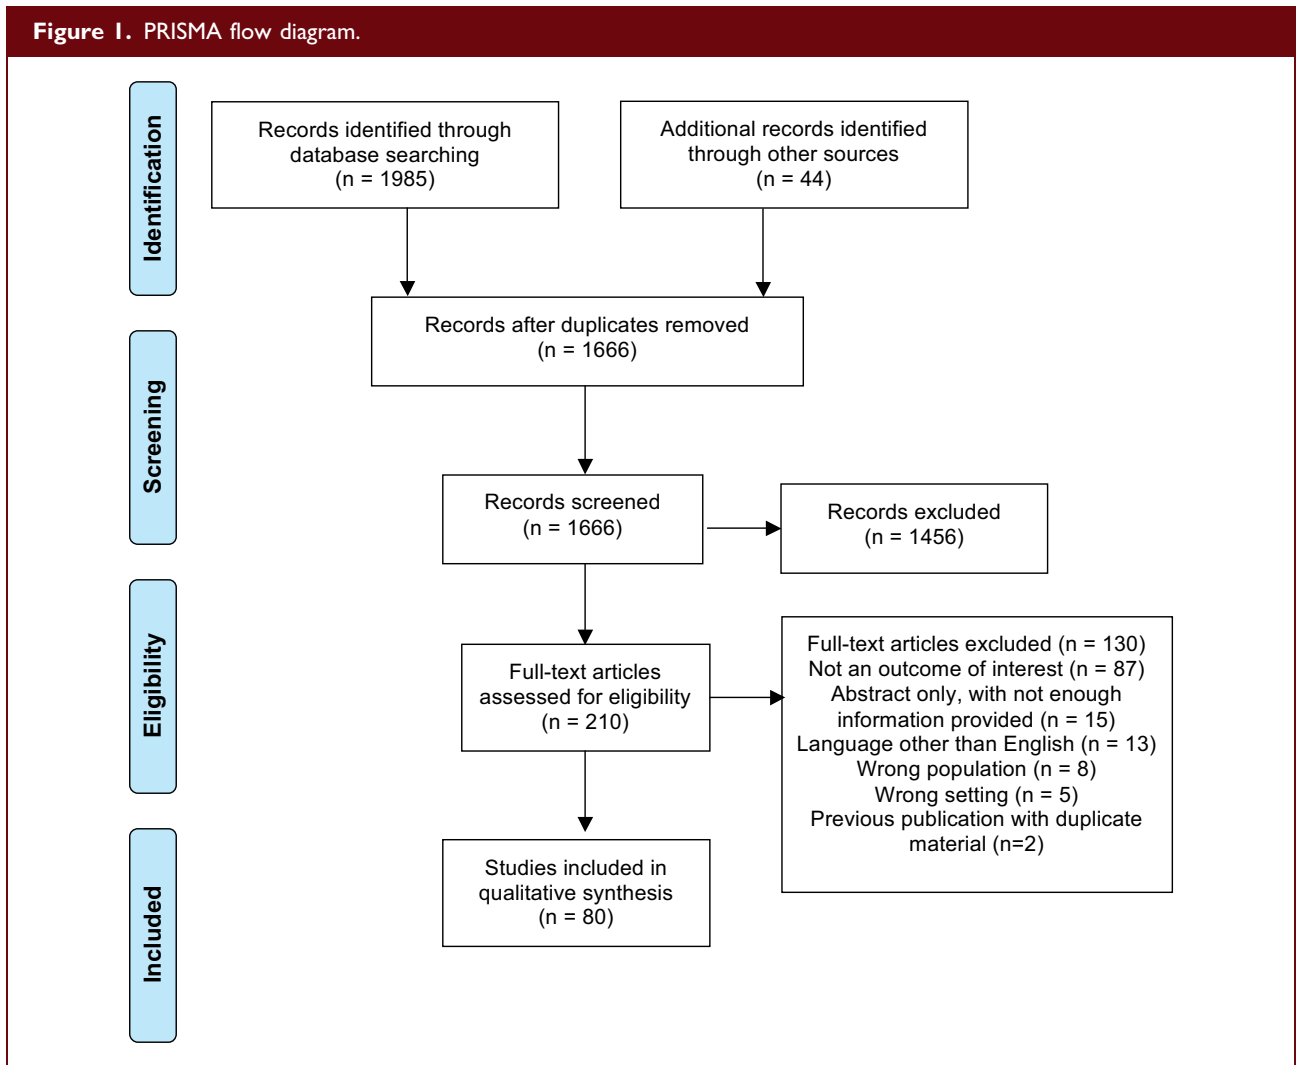 Figure 1. PRISMA flow diagram.
Identification
Records identified through
database searching
(n = 1985)
Additional records identified
through other sources
(n = 44)
Records after duplicates removed
(n = 1666)
Screening
Records screened
(n = 1666)
Records excluded
(n = 1456)
Eligibility
Full-text articles
assessed for eligibility
(n = 210)
Full-text articles excluded (n = 130)
Not an outcome of interest (n = 87)
Abstract only, with not enough
information provided (n = 15)
Language other than English (n = 13)
Wrong population (n = 8)
Wrong setting (n = 5)
Previous publication with duplicate
material (n=2)
Included
Studies included in
qualitative synthesis
(n = 80)